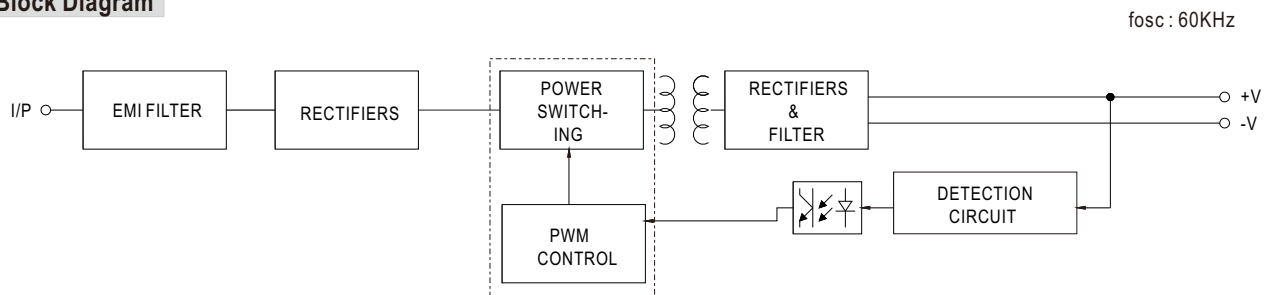 Block Diagram
fosc : 60KHz
I/P
EMI FILTER
RECTIFIERS
POWER
SWITCH-
ING
RECTIFIERS
&
FILTER
+V
-V
DETECTION
CIRCUIT
PWM
CONTROL